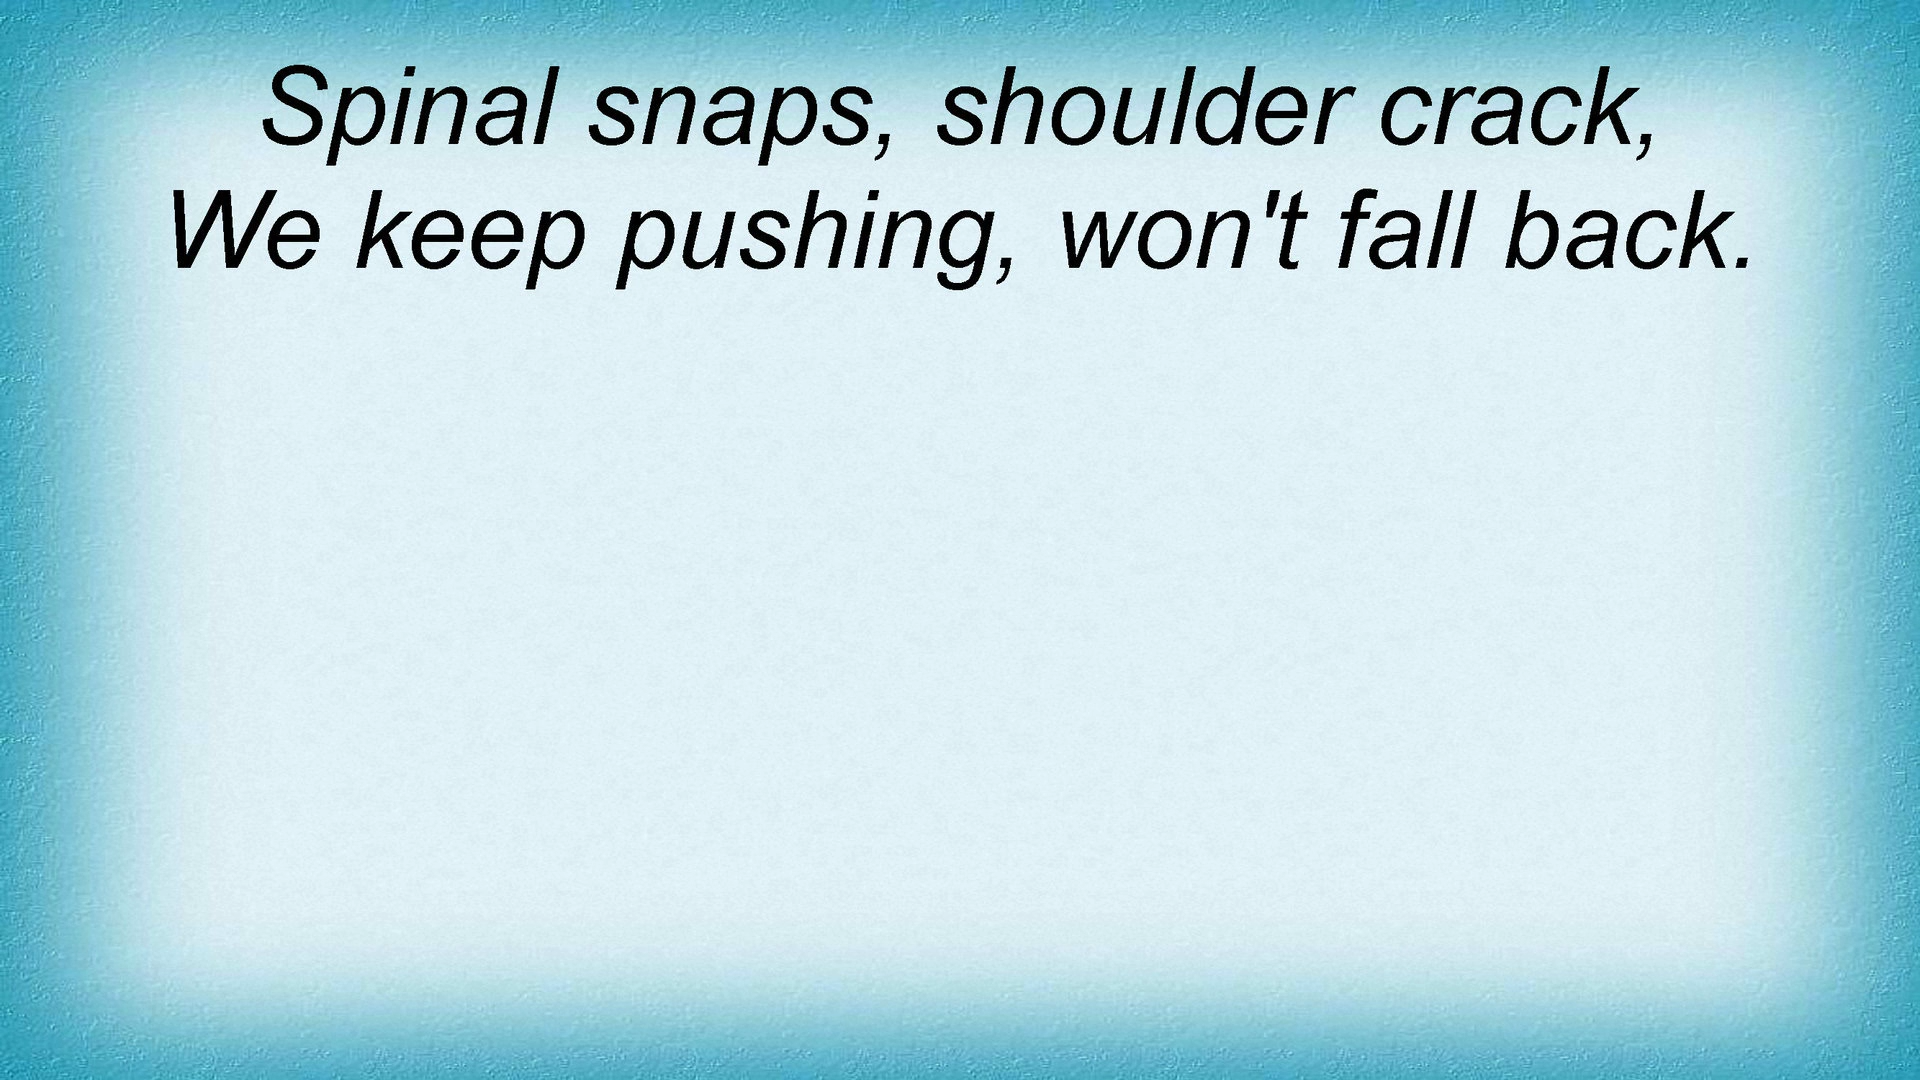 Spinal snaps, shoulder crack,
We keep pushing, won't fall back.